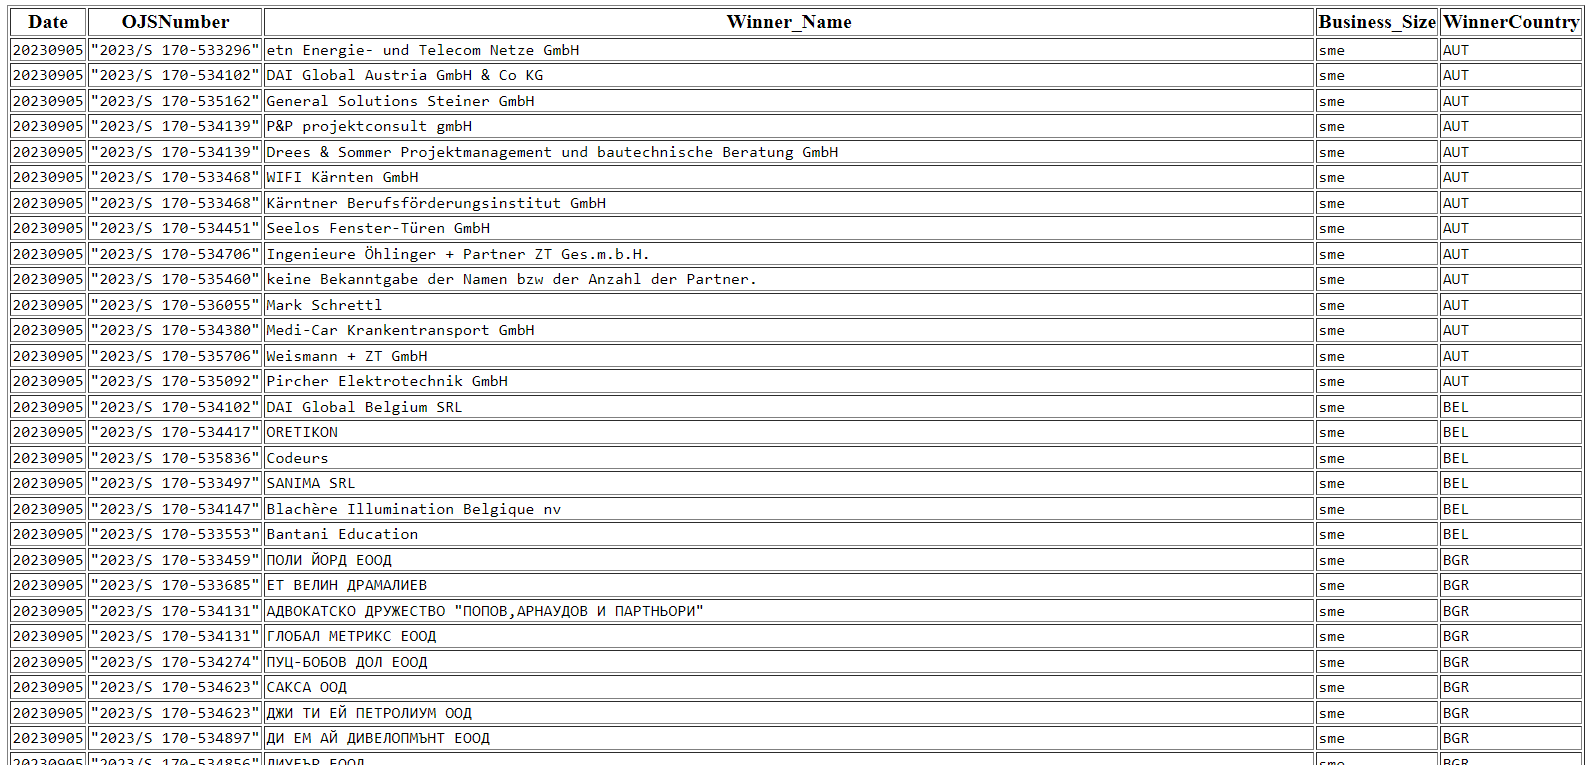 Date OJSNumber Winner_Name Business_Size WinnerCountry
20230905 "2023/S 170-533296" etn Energie- und Telecom Netze GmbH sme AUT
20230905 "2023/S 170-534102" DAI Global Austria GmbH & Co KG sme AUT
20230905 "2023/S 170-535162" General Solutions Steiner GmbH sme AUT
20230905 "2023/S 170-534139" P&P projektconsult gmbH sme AUT
20230905 "2023/S 170-534139" Drees & Sommer Projektmanagement und bautechnische Beratung GmbH sme AUT
20230905 "2023/S 170-533468" WIFI Kärnten GmbH sme AUT
20230905 "2023/S 170-533468" Kärntner Berufsförderungsinstitut GmbH sme AUT
20230905 "2023/S 170-534451" Seelos Fenster-Türen GmbH sme AUT
20230905 "2023/S 170-534706" Ingenieure Öhlinger + Partner ZT Ges.m.b.H. sme AUT
20230905 "2023/S 170-535460" keine Bekanntgabe der Namen bzw der Anzahl der Partner. sme AUT
20230905 "2023/S 170-536055" Mark Schrettl sme AUT
20230905 "2023/S 170-534380" Medi-Car Krankentransport GmbH sme AUT
20230905 "2023/S 170-535706" Weismann + ZT GmbH sme AUT
20230905 "2023/S 170-535092" Pircher Elektrotechnik GmbH sme AUT
20230905 "2023/S 170-534102" DAI Global Belgium SRL sme BEL
20230905 "2023/S 170-534417" ORETIKON sme BEL
20230905 "2023/S 170-535836" Codeurs sme BEL
20230905 "2023/S 170-533497" SANIMA SRL sme BEL
20230905 "2023/S 170-534147" Blachère Illumination Belgique nv sme BEL
20230905 "2023/S 170-533553" Bantani Education sme BEL
20230905 "2023/S 170-533459" ПОЛИ ЙОРД ЕООД sme BGR
20230905 "2023/S 170-533685" ЕТ ВЕЛИН ДРАМАЛИЕВ sme BGR
20230905 "2023/S 170-534131" АДВОКАТСКО ДРУЖЕСТВО "ПОПОВ,АРНАУДОВ И ПАРТНЬОРИ" sme BGR
20230905 "2023/S 170-534131" ГЛОБАЛ МЕТРИКС ЕООД sme BGR
20230905 "2023/S 170-534274" ПУЦ-БОБОВ ДОЛ ЕООД sme BGR
20230905 "2023/S 170-534623" САКСА ООД sme BGR
20230905 "2023/S 170-534623" ДЖИ ТИ ЕЙ ПЕТРОЛИУМ ООД sme BGR
20230905 "2023/S 170-534897" ДИ ЕМ АЙ ДИВЕЛОПМЪНТ ЕООД sme BGR
20230905 "2023/S 170-534856" ЕООД sme BGR